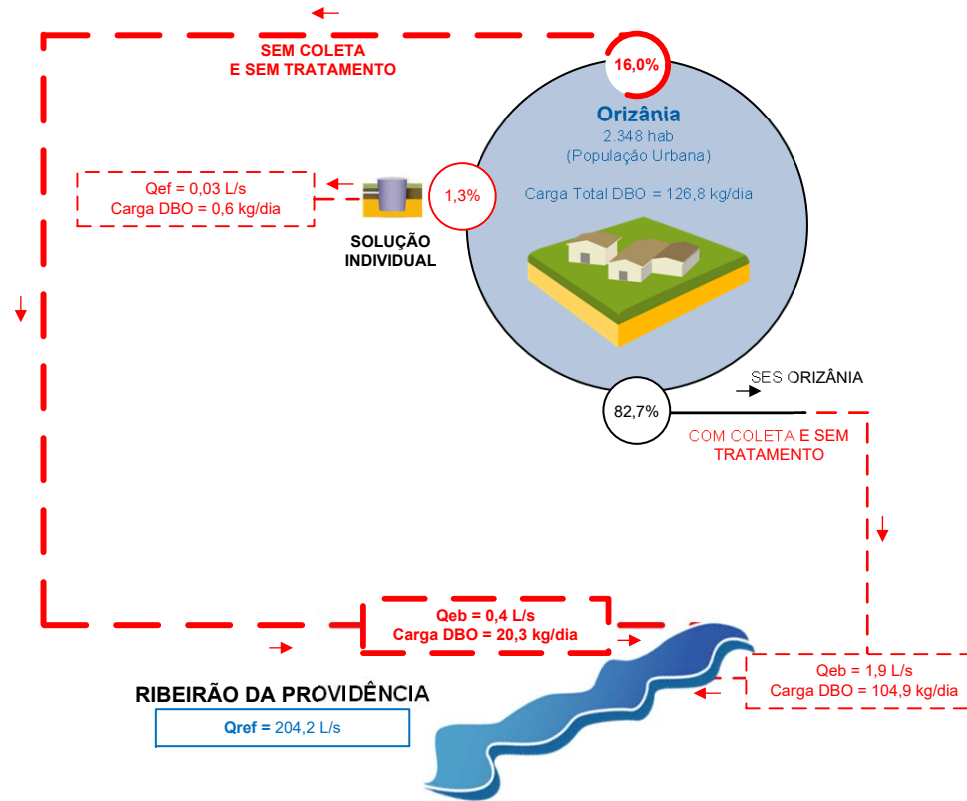 SEM COLETA
E SEM TRATAMENTO
16,0%
Orizânia
2.348 hab
(População Urbana)
Carga Total DBO = 126,8 kg/dia
Qef = 0,03 L/s
Carga DBO = 0,6 kg/dia
1,3%
SOLUÇÃO
INDIVIDUAL
SES ORIZÂNIA
82,7%
COM COLETA E SEM
TRATAMENTO
Qeb = 0,4 L/s
Carga DBO = 20,3 kg/dia
Qeb = 1,9 L/s
Carga DBO = 104,9 kg/dia
RIBEIRÃO DA PROVIDÊNCIA
Qref = 204,2 L/s